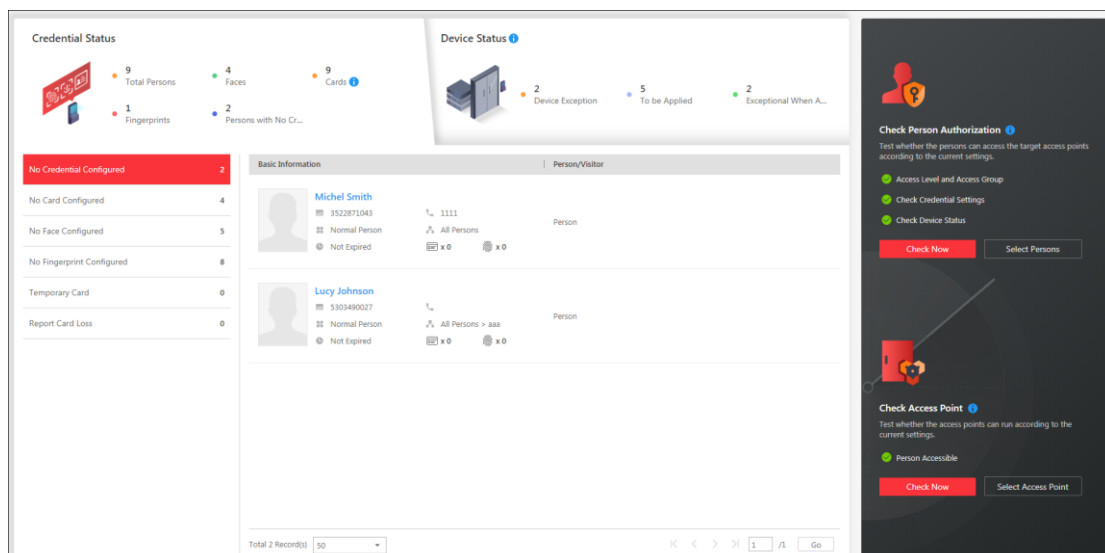 Credential Status
9
Total Persons
4
Faces
9
Cards
1
Fingerprints
2
Persons with No Cr...
Device Status
2
Device Exception
5
To be Applied
2
Exceptional When A...
No Credential Configured 2
No Card Configured 4
No Face Configured 5
No Fingerprint Configured 8
Temporary Card 0
Report Card Loss 0
Basic Information Person/Visitor
Michel Smith
3522871043 1111
Normal Person All Persons
Not Expired x 0 x 0
Person
Lucy Johnson
5303490027
Normal Person All Persons > aaa
Not Expired x 0 x 0
Person
Total 2 Record(s) 50 1 /1 Go
Check Person Authorization
Test whether the persons can access the target access points
according to the current settings.
Access Level and Access Group
Check Credential Settings
Check Device Status
Check Now Select Persons
Check Access Point
Test whether the access points can run according to the
current settings.
Person Accessible
Check Now Select Access Point